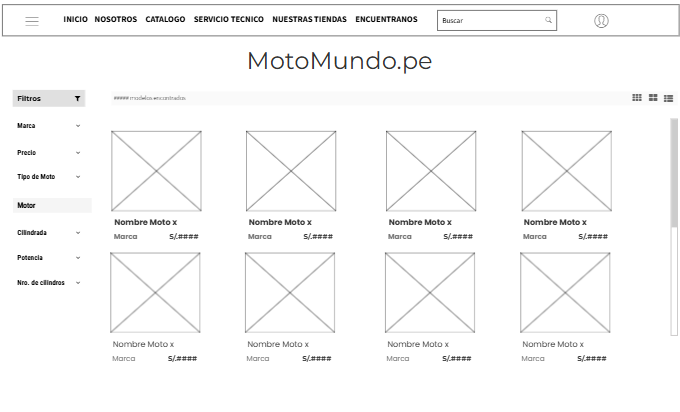 INICIO NOSOTROS CATALOGO SERVICIO TECNICO NUESTRAS TIENDAS ENCUENTRANOS Buscar
MotoMundo.pe
Filtros
##### modelos encontrados
Marca
Precio
Tipo de Moto
Motor
Cilindrada
Potencia
Nro. de cilindros
Nombre Moto x Nombre Moto x Nombre Moto x Nombre Moto x
Marca S/.#### Marca S/.#### Marca S/.#### Marca S/.####
Nombre Moto x Nombre Moto x Nombre Moto x Nombre Moto x
Marca S/.#### Marca S/.#### Marca S/.#### Marca S/.####